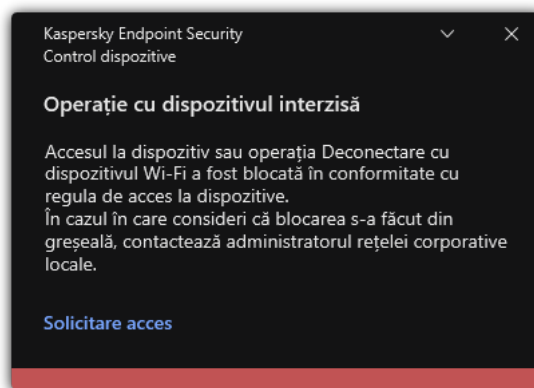 Kaspersky Endpoint Security
Control dispozitive
Operație cu dispozitivul interzisă
Accesul la dispozitiv sau operația Deconectare cu
dispozitivul Wi-Fi a fost blocată în conformitate cu
regula de acces la dispozitive.
În cazul în care consideri că blocarea s-a făcut din
greșeală, contactează administratorul rețelei corporative
locale.
Solicitare acces